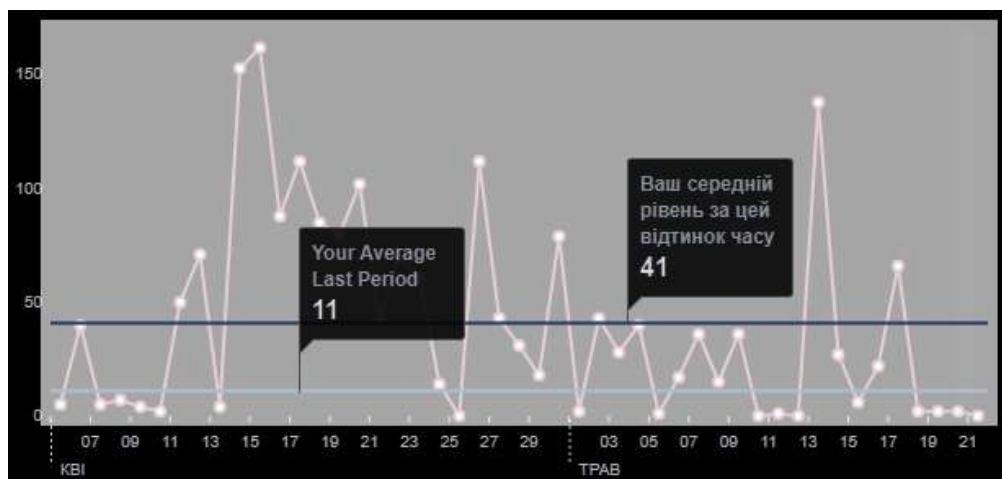 150
100
50
0
Your Average
Last Period
11
Ваш середній
рівень за цей
відтинок часу
41
07 09 11 13 15 17 19 21 23 25 27 29 03 05 07 09 11 13 15 17 19 21
КВІ ТРАВ